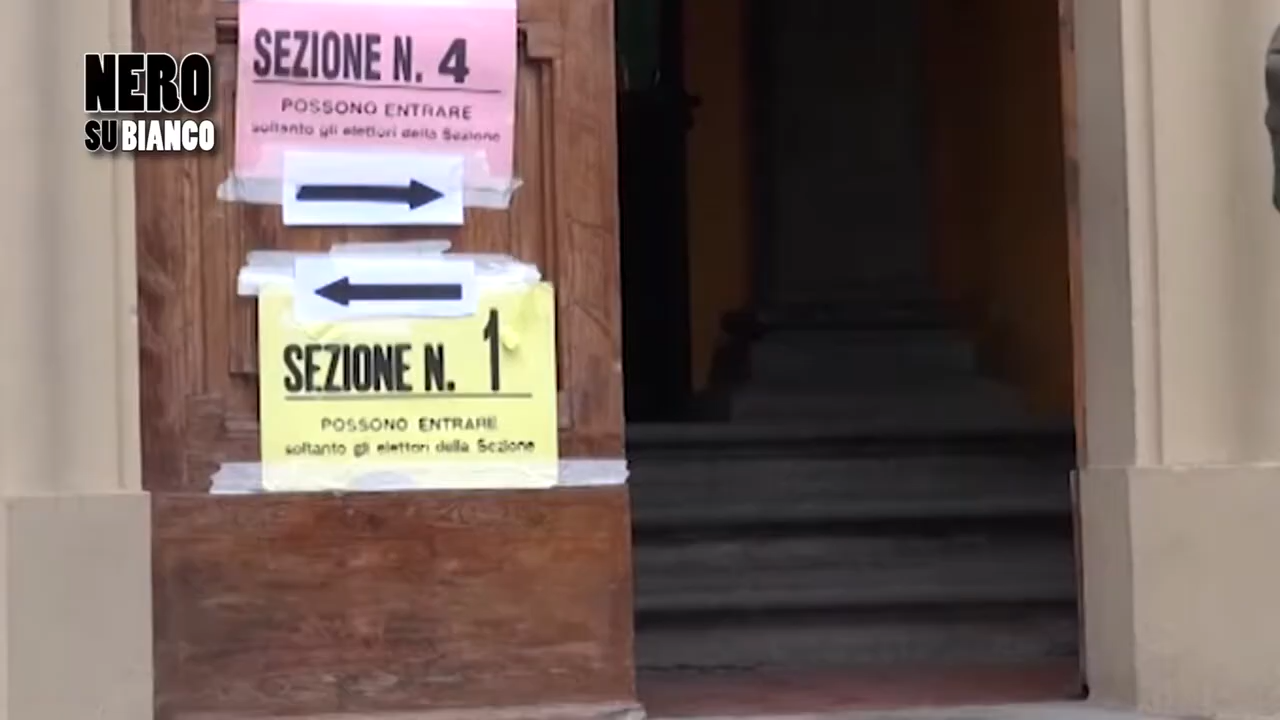 NERO
SU BIANCO
SEZIONE N. 4
POSSONO ENTRARE
soltanto gli elettori della Sezione
SEZIONE N. 1
POSSONO ENTRARE
soltanto gli elettori della Sezione